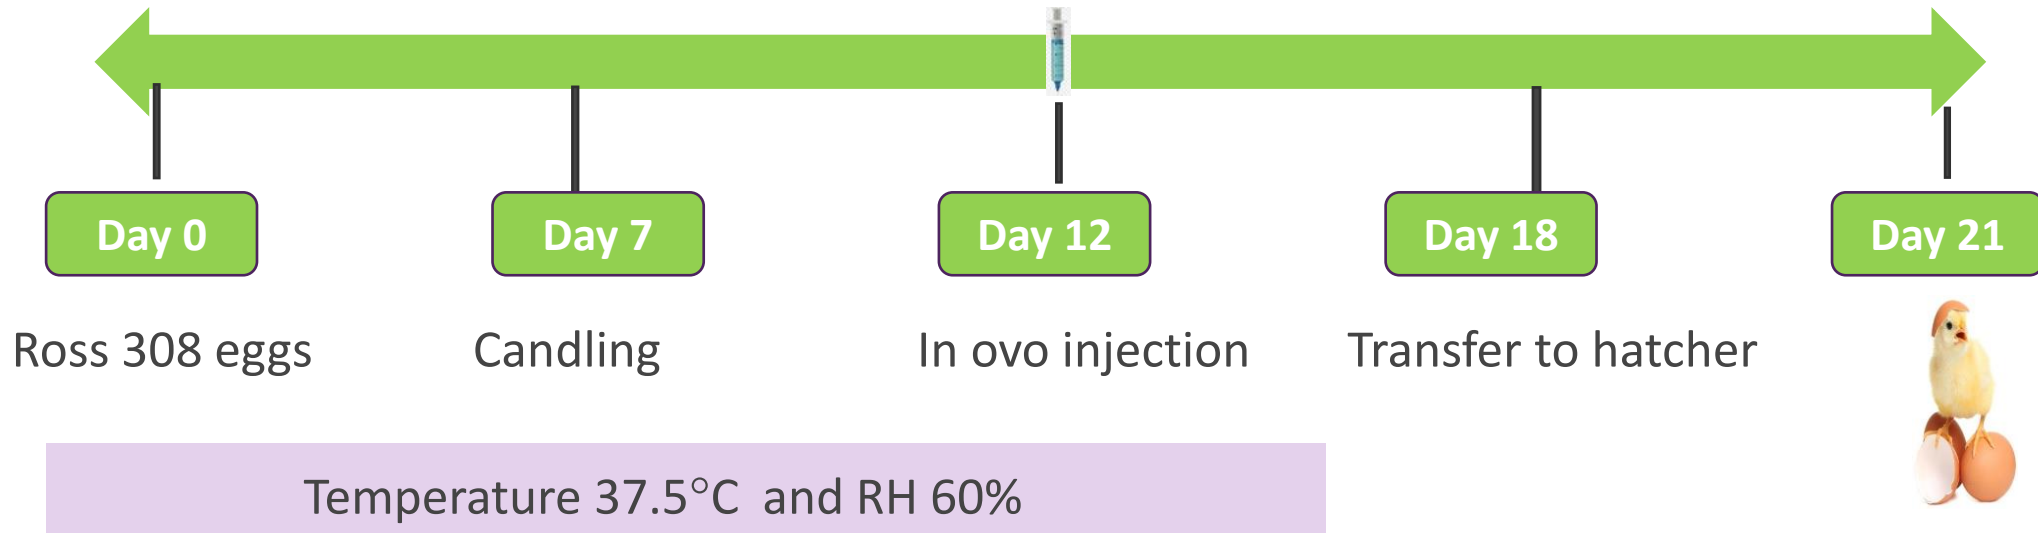 Day 0
Day 7
Day 12
Day 18
Day 21
Ross 308 eggs
Candling
In ovo injection
Transfer to hatcher
Temperature 37.5°C and RH 60%